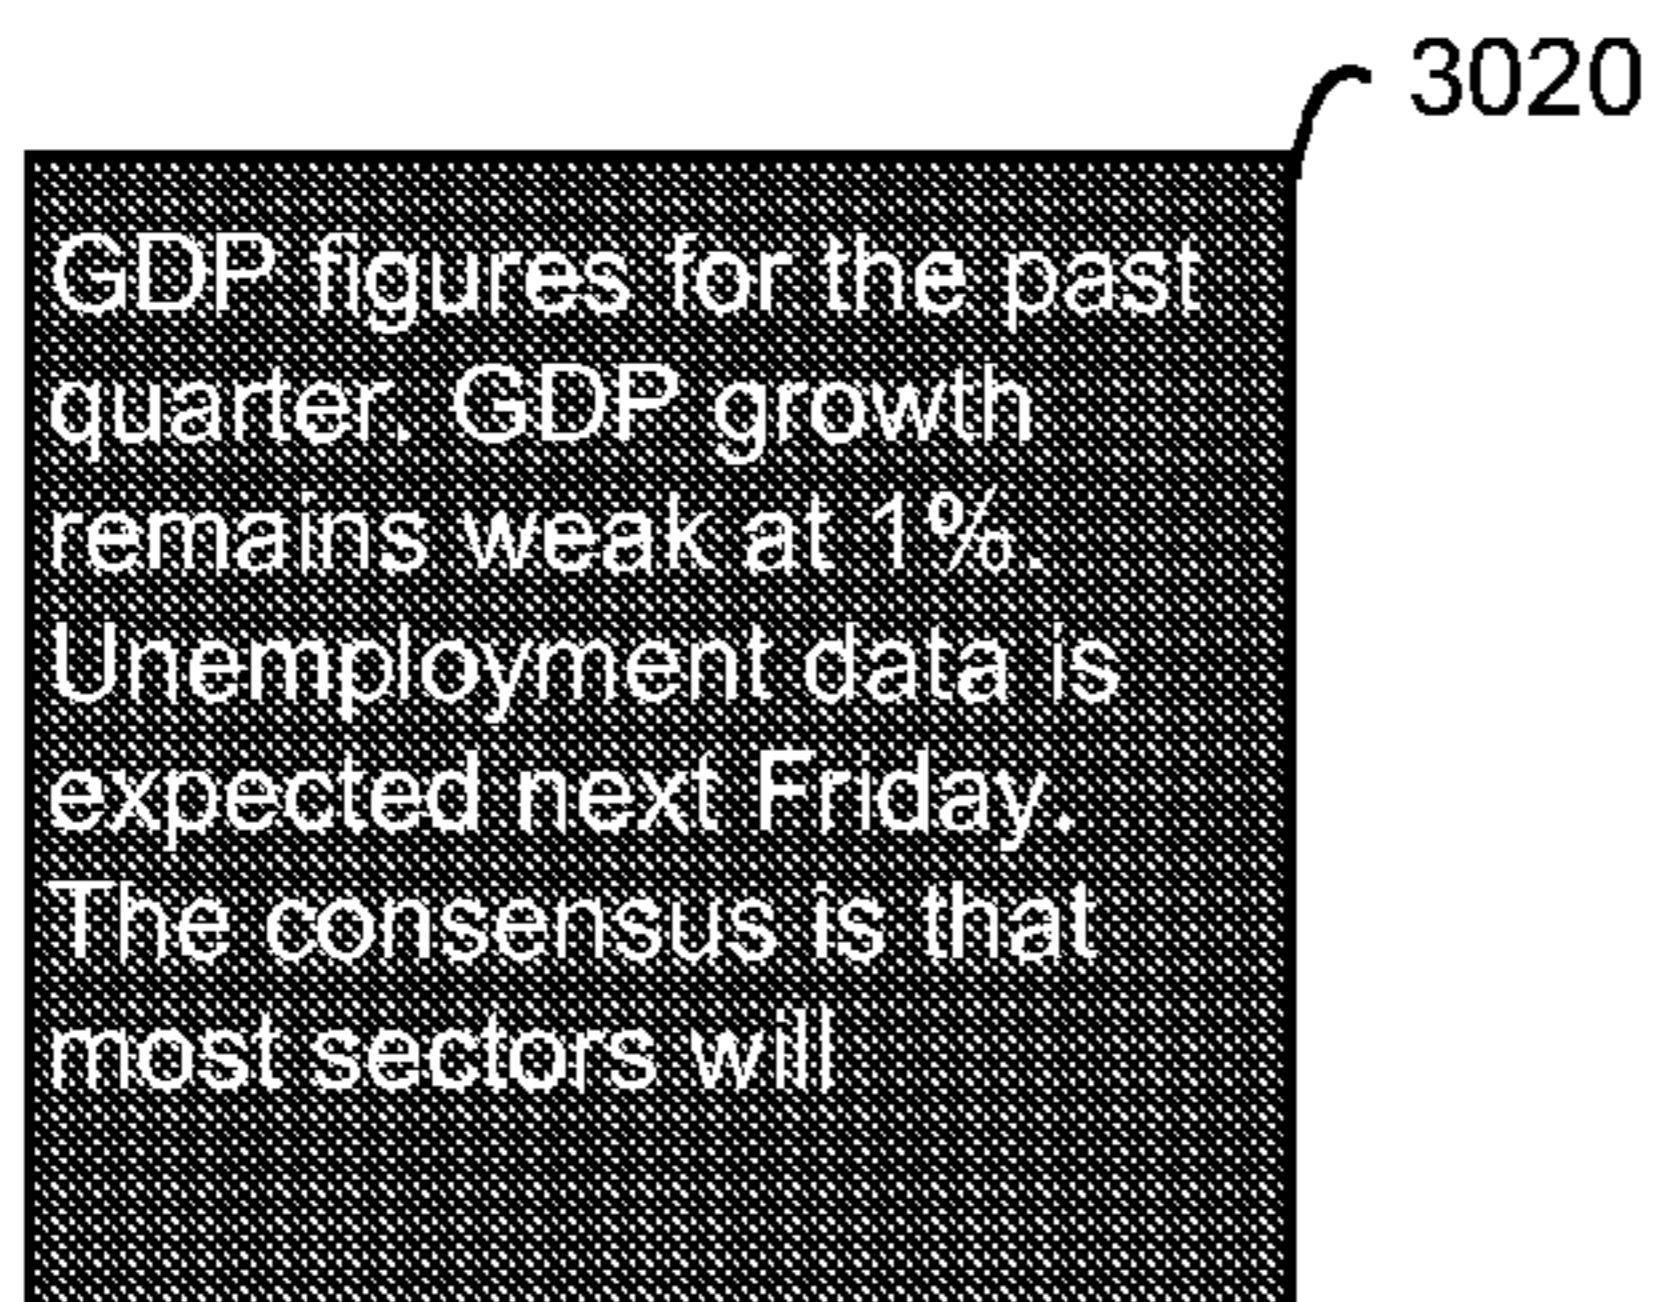 3020
GDP figures for the past
quarter. GDP growth
remains weak at 1%.
Unemployment data is
expected next Friday.
The consensus is that
most sectors will